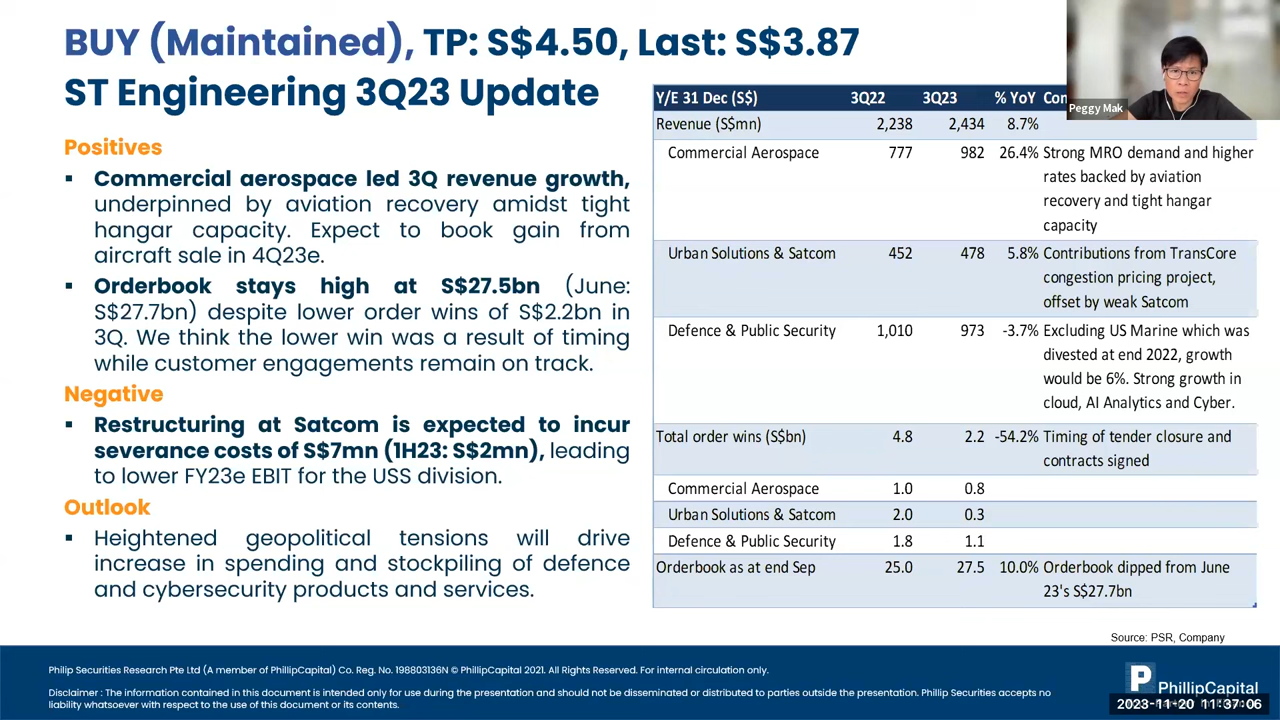 BUY (Maintained), TP: S$4.50, Last: S$3.87
ST Engineering 3Q23 Update
Positives
▪ Commercial aerospace led 3Q revenue growth,
underpinned by aviation recovery amidst tight
hangar capacity. Expect to book gain from
aircraft sale in 4Q23e.
▪ Orderbook stays high at S$27.5bn (June:
S$27.7bn) despite lower order wins of S$2.2bn in
3Q. We think the lower win was a result of timing
while customer engagements remain on track.
Negative
▪ Restructuring at Satcom is expected to incur
severance costs of S$7mn (1H23: S$2mn), leading
to lower FY23e EBIT for the USS division.
Outlook
▪ Heightened geopolitical tensions will drive
increase in spending and stockpiling of defence
and cybersecurity products and services.
Peggy Mak
Y/E 31 Dec (S$) 3Q22 3Q23 % YoY
Revenue (S$mn) 2,238 2,434 8.7%
Commercial Aerospace 777 982 26.4% Strong MRO demand and higher
rates backed by aviation
recovery and tight hangar
capacity
Urban Solutions & Satcom 452 478 5.8% Contributions from TransCore
congestion pricing project,
offset by weak Satcom
Defence & Public Security 1,010 973 -3.7% Excluding US Marine which was
divested at end 2022, growth
would be 6%. Strong growth in
cloud, AI Analytics and Cyber.
Total order wins (S$bn) 4.8 2.2 -54.2% Timing of tender closure and
contracts signed
Commercial Aerospace 1.0 0.8
Urban Solutions & Satcom 2.0 0.3
Defence & Public Security 1.8 1.1
Orderbook as at end Sep 25.0 27.5 10.0% Orderbook dipped from June
23's S$27.7bn
Source: PSR, Company
Philip Securities Research Pte Ltd (A member of PhillipCapital) Co. Reg. No. 198803136N © PhillipCapital 2021. All Rights Reserved. For internal circulation only.
Disclaimer : The information contained in this document is intended only for use during the presentation and should not be disseminated or distributed to parties outside the presentation. Phillip Securities accepts no
liability whatsoever with respect to the use of this document or its contents.
PhillipCapital
2023-11-20 11:37:06